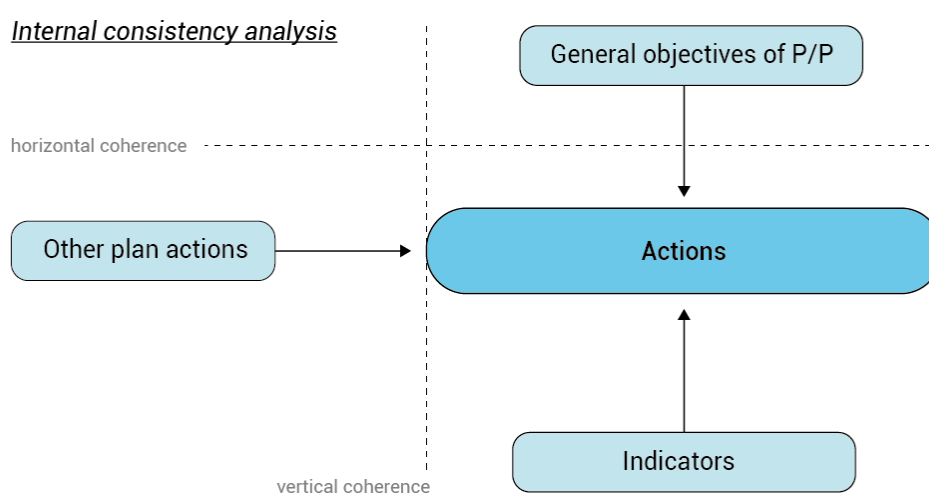 Internal consistency analysis
General objectives of P/P
horizontal coherence
Other plan actions
Actions
Indicators
vertical coherence